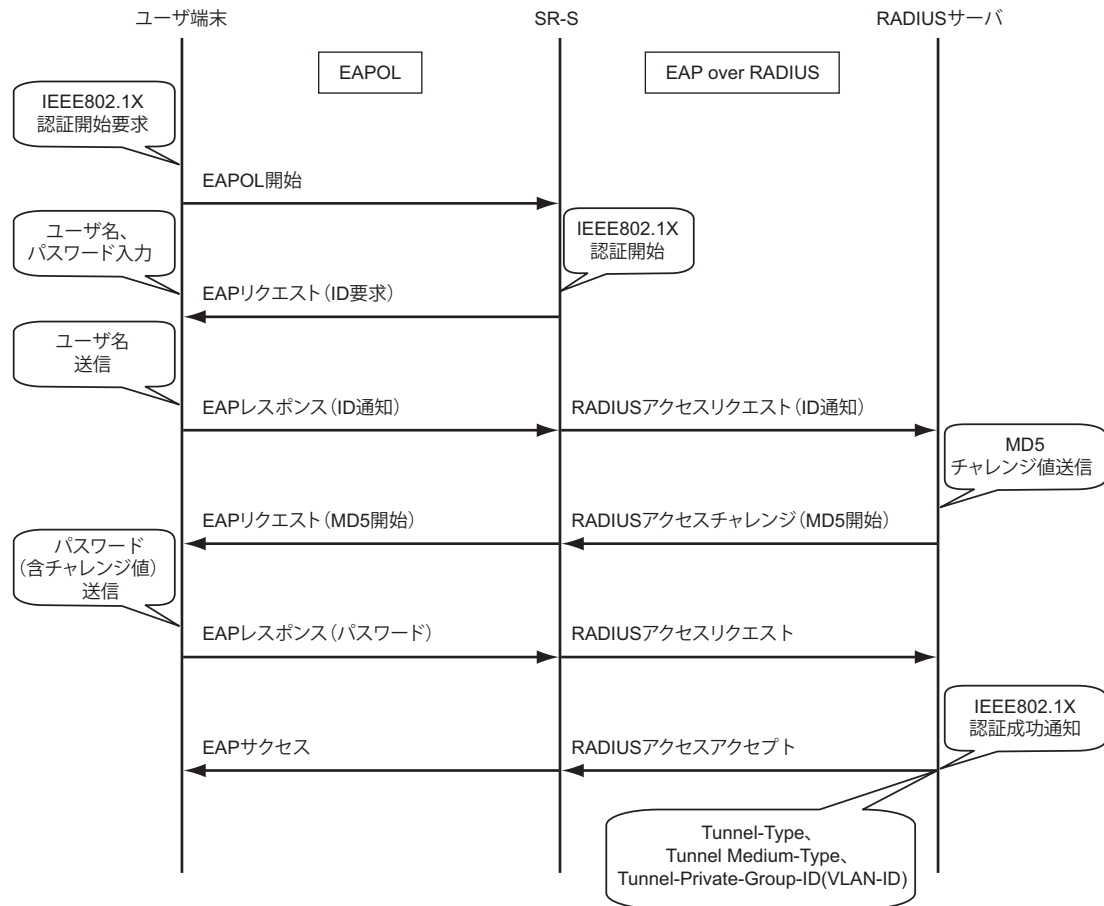 ユーザ端末
SR-S
RADIUSサーバ
EAPOL
EAP over RADIUS
IEEE802.1X
認証開始要求
EAPOL開始
ユーザ名、
パスワード入力
IEEE802.1X
認証開始
EAPリクエスト（ID要求）
ユーザ名
送信
EAPレスポンス（ID通知）
RADIUSアクセスリクエスト（ID通知）
MD5
チャレンジ値送信
EAPリクエスト（MD5開始）
RADIUSアクセスチャレンジ（MD5開始）
パスワード
（含チャレンジ値）
送信
EAPレスポンス（パスワード）
RADIUSアクセスリクエスト
IEEE802.1X
認証成功通知
EAPサクセス
RADIUSアクセスアクセプト
Tunnel-Type、
Tunnel Medium-Type、
Tunnel-Private-Group-ID(VLAN-ID)